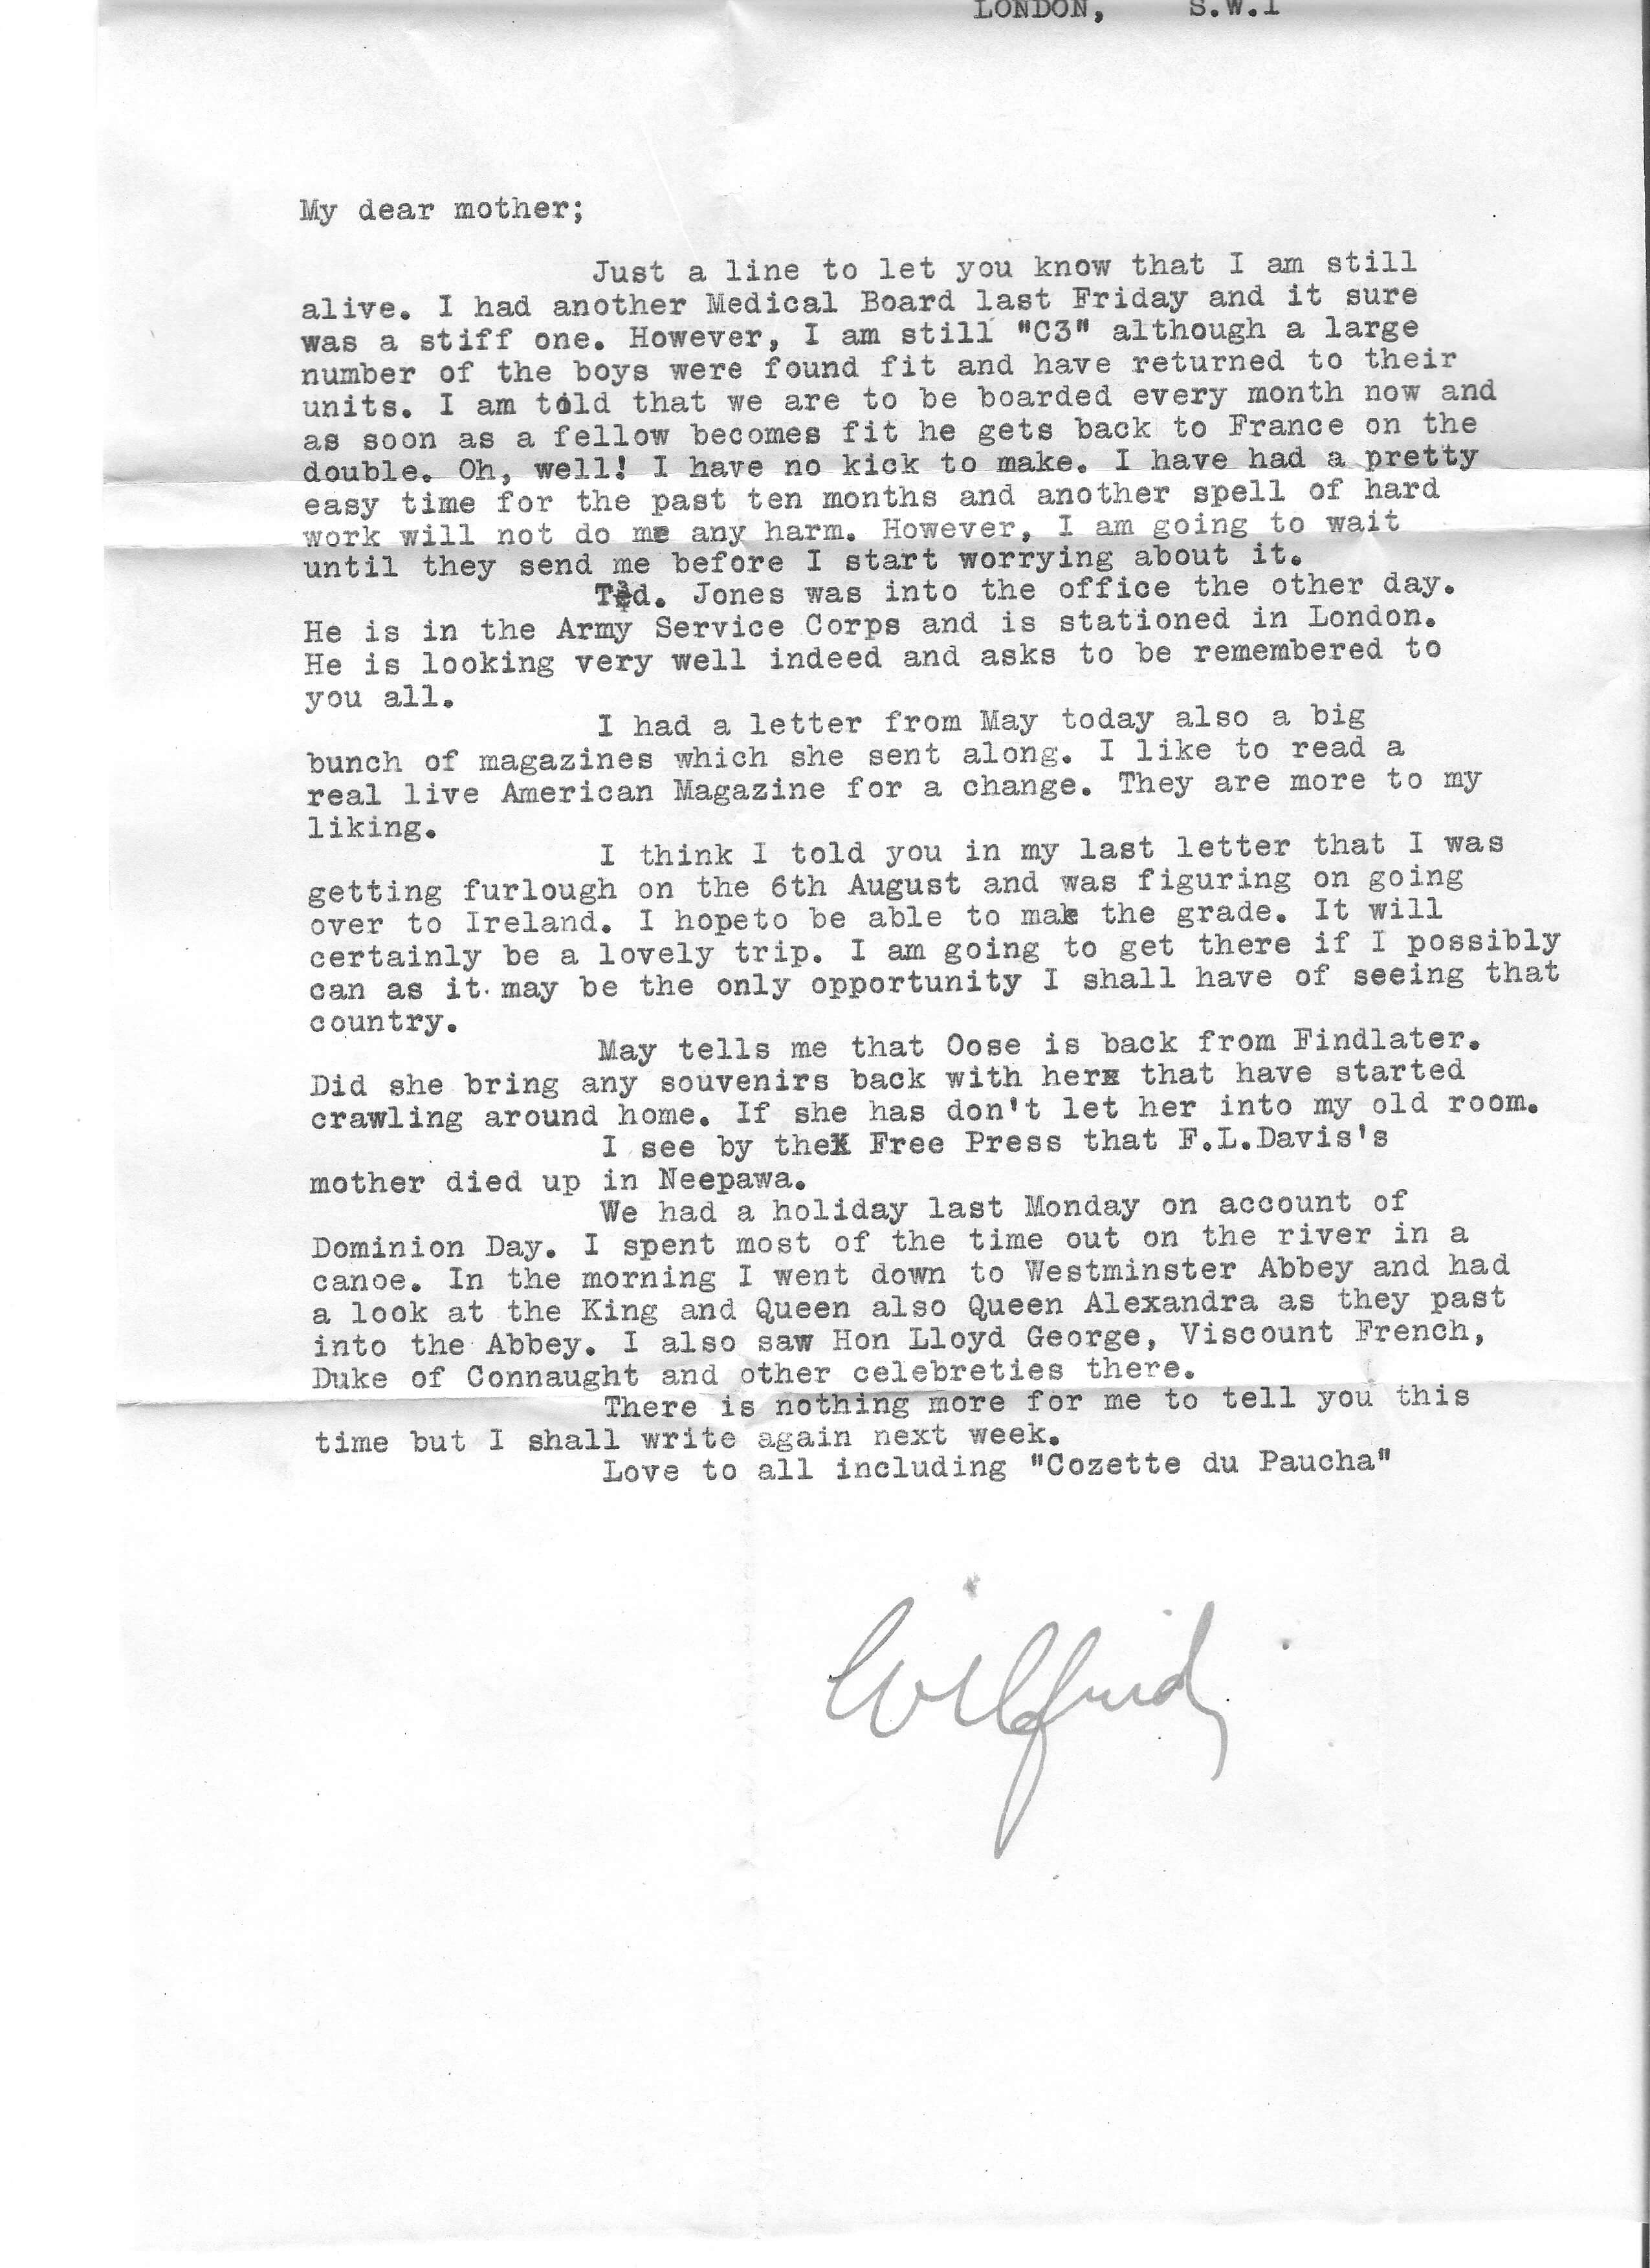 LONDON, S.W.1
My dear mother;
Just a line to let you know that I am still
alive. I had another Medical Board last Friday and it sure
was a stiff one. However, I am still "C3" although a large
number of the boys were found fit and have returned to their
units. I am told that we are to be boarded every month now and
as soon as a fellow becomes fit he gets back to France on the
double. Oh, well! I have no kick to make. I have had a pretty
easy time for the past ten months and another spell of hard
work will not do me any harm. However, I am going to wait
until they send me before I start worrying about it.
Ted. Jones was into the office the other day.
He is in the Army Service Corps and is stationed in London.
He is looking very well indeed and asks to be remembered to
you all.
I had a letter from May today also a big
bunch of magazines which she sent along. I like to read a
real live American Magazine for a change. They are more to my
liking.
I think I told you in my last letter that I was
getting furlough on the 6th August and was figuring on going
over to Ireland. I hopeto be able to make the grade. It will
certainly be a lovely trip. I am going to get there if I possibly
can as it may be the only opportunity I shall have of seeing that
country.
May tells me that Oose is back from Findlater.
Did she bring any souvenirs back with herx that have started
crawling around home. If she has don't let her into my old room.
I see by theX Free Press that F.L.Davis's
mother died up in Neepawa.
We had a holiday last Monday on account of
Dominion Day. I spent most of the time out on the river in a
canoe. In the morning I went down to Westminster Abbey and had
a look at the King and Queen also Queen Alexandra as they past
into the Abbey. I also saw Hon Lloyd George, Viscount French,
Duke of Connaught and other celebreties there.
There is nothing more for me to tell you this
time but I shall write again next week.
Love to all including "Cozette du Paucha"
Wilfrid